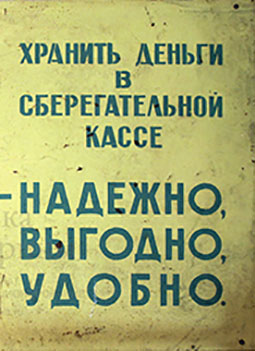 ХРАНИТЬ ДЕНЬГИ
В
СБЕРЕГАТЕЛЬНОЙ
КАССЕ
-НАДЕЖНО,
ВЫГОДНО,
УДОБНО.